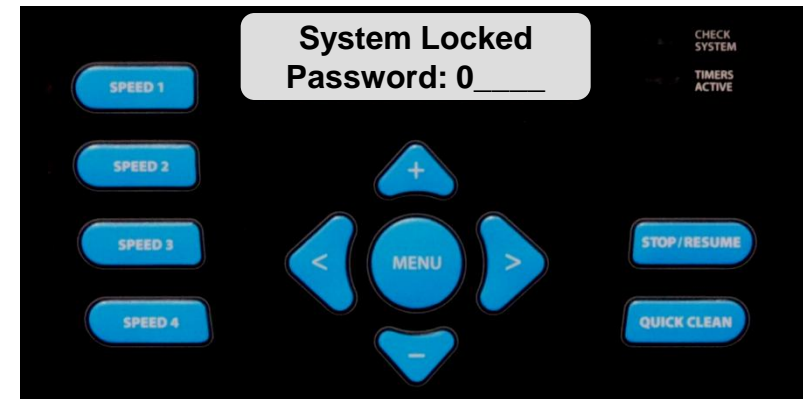 System Locked
Password: 0____
CHECK
SYSTEM
TIMERS
ACTIVE
SPEED 1
SPEED 2
+
SPEED 3
<
MENU
>
STOP/RESUME
SPEED 4
QUICK CLEAN
−